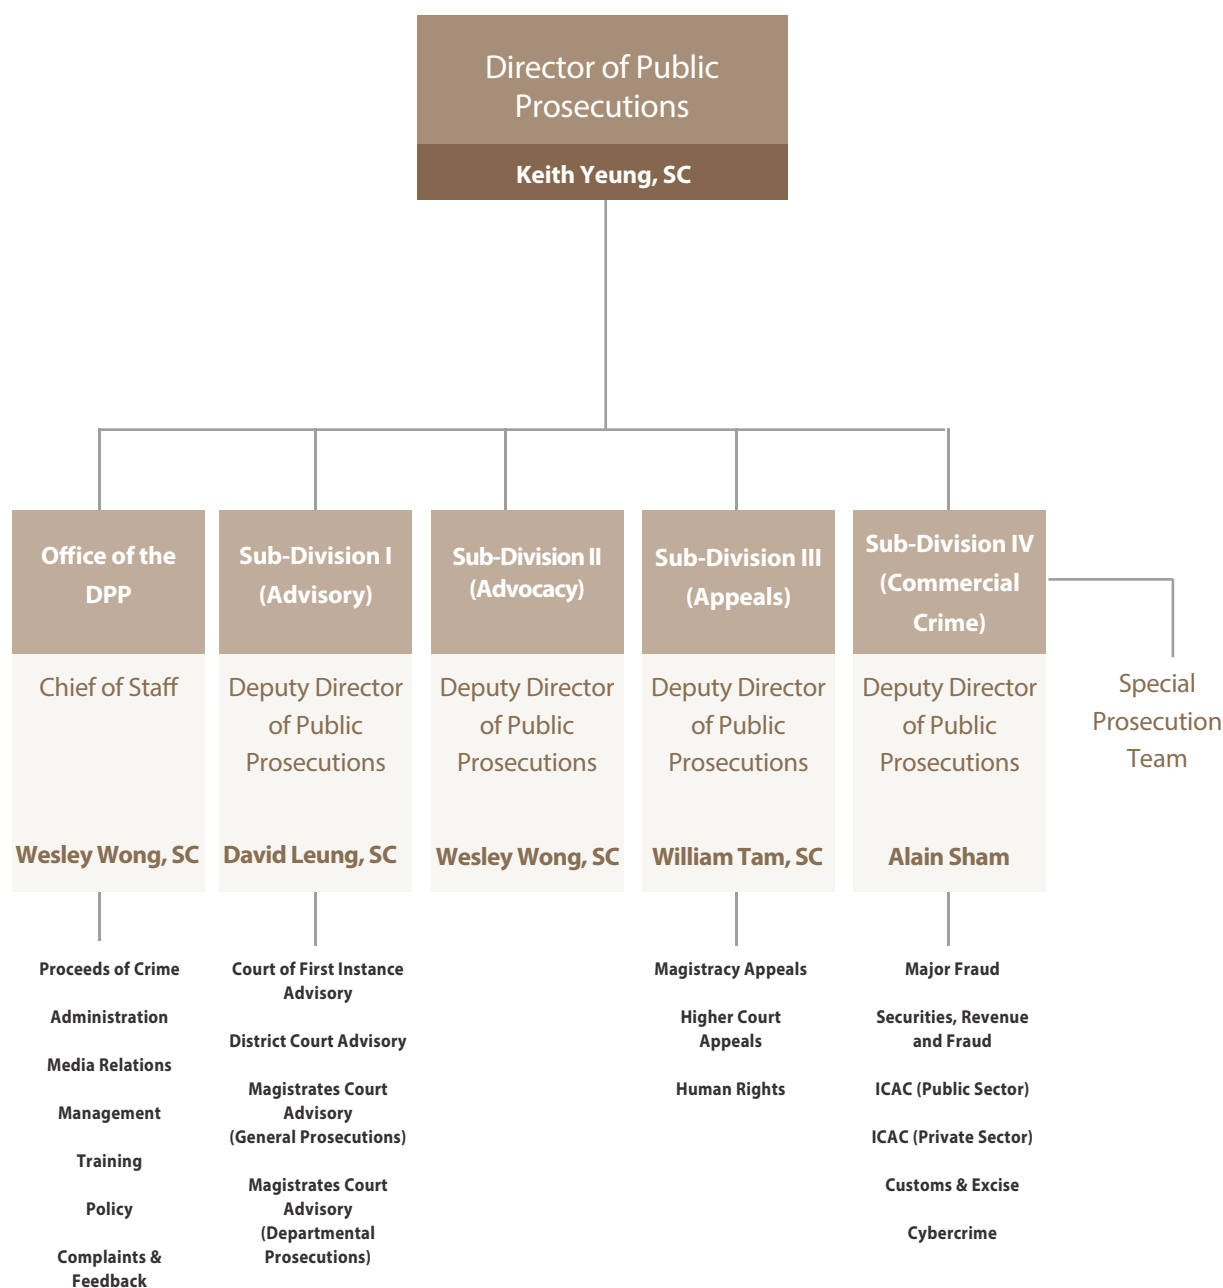 Director of Public
Prosecutions
Keith Yeung, SC
Office of the
DPP
Chief of Staff
Wesley Wong, SC
Proceeds of Crime
Administration
Media Relations
Management
Training
Policy
Complaints &
Feedback
Sub-Division I
(Advisory)
Deputy Director
of Public
Prosecutions
David Leung, SC
Court of First Instance
Advisory
District Court Advisory
Magistrates Court
Advisory
(General Prosecutions)
Magistrates Court
Advisory
(Departmental
Prosecutions)
Sub-Division II
(Advocacy)
Deputy Director
of Public
Prosecutions
Wesley Wong, SC
Sub-Division III
(Appeals)
Deputy Director
of Public
Prosecutions
William Tam, SC
Magistracy Appeals
Higher Court
Appeals
Human Rights
Sub-Division IV
(Commercial
Crime)
Deputy Director
of Public
Prosecutions
Alain Sham
Major Fraud
Securities, Revenue
and Fraud
ICAC (Public Sector)
ICAC (Private Sector)
Customs & Excise
Cybercrime
Special
Prosecution
Team